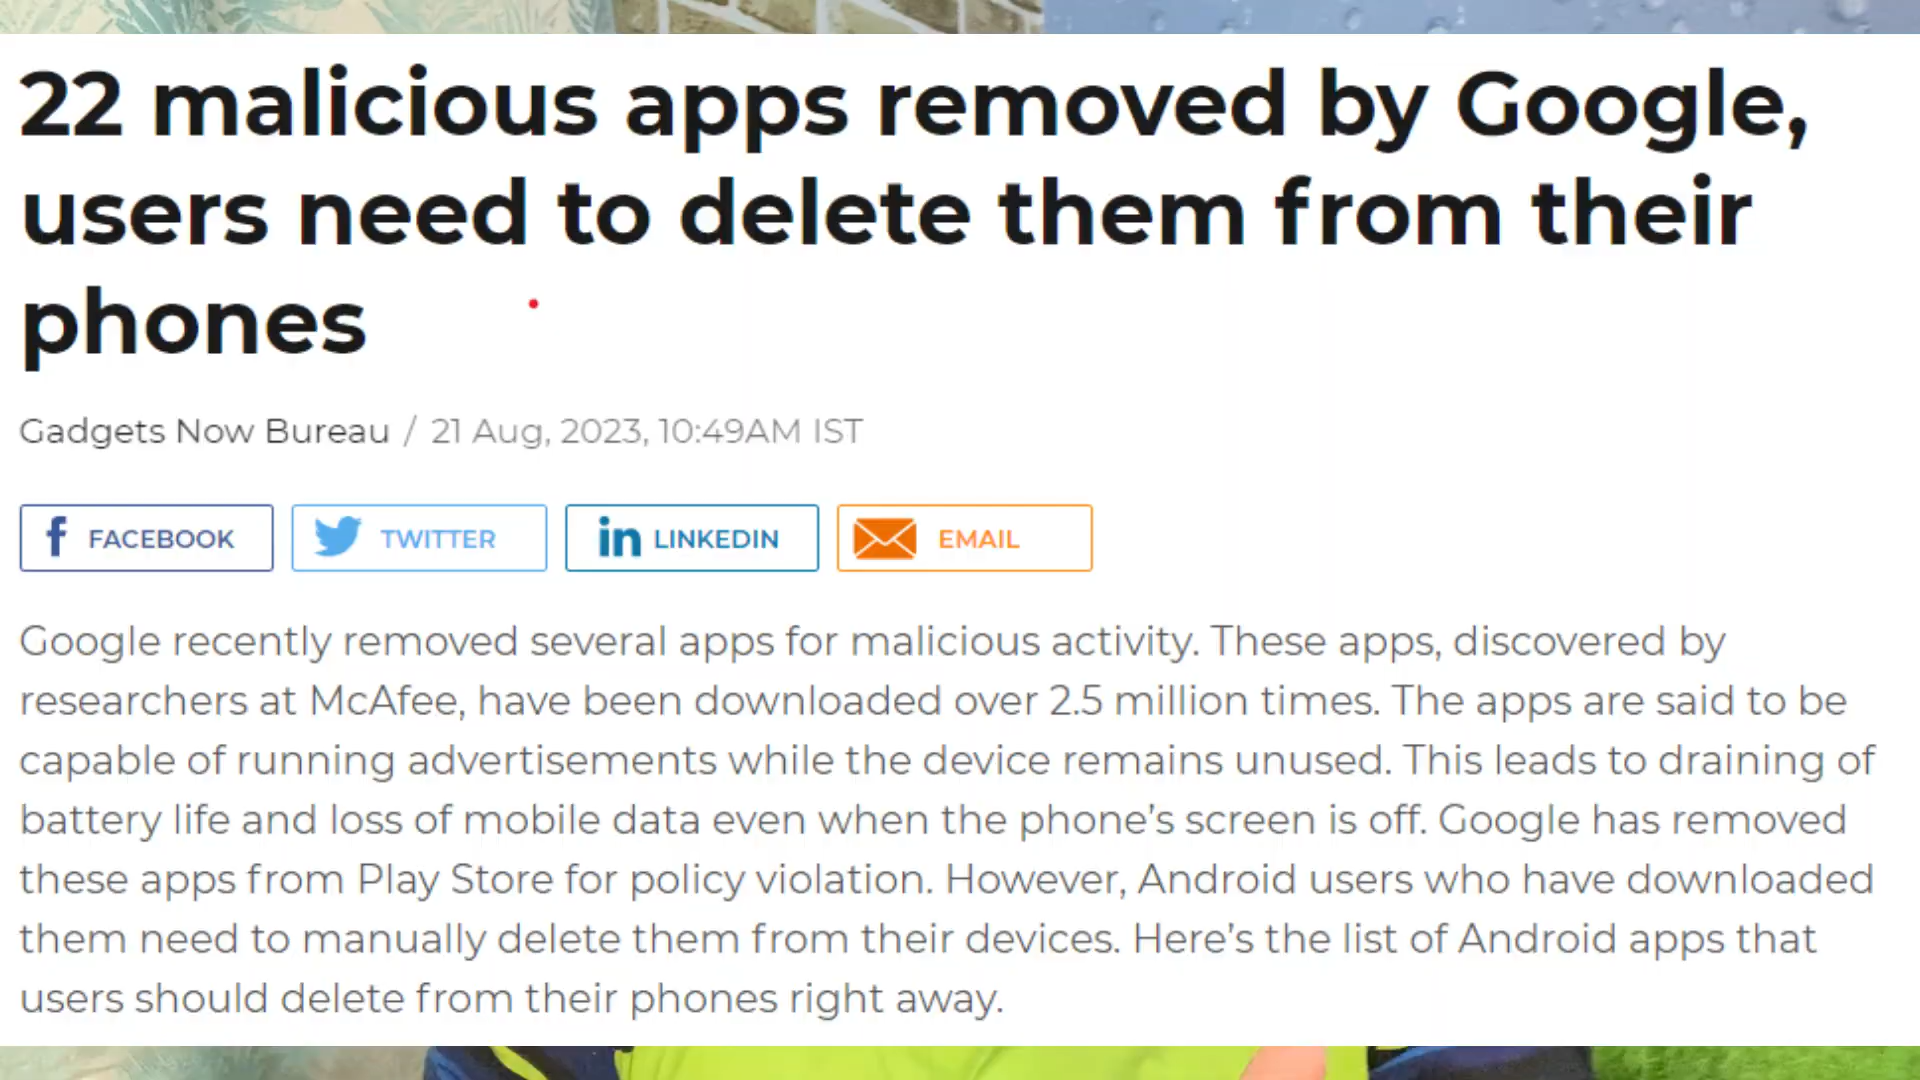 22 malicious apps removed by Google,
users need to delete them from their
phones
Gadgets Now Bureau / 21 Aug, 2023, 10:49AM IST
FACEBOOK TWITTER LINKEDIN EMAIL
Google recently removed several apps for malicious activity. These apps, discovered by
researchers at McAfee, have been downloaded over 2.5 million times. The apps are said to be
capable of running advertisements while the device remains unused. This leads to draining of
battery life and loss of mobile data even when the phone’s screen is off. Google has removed
these apps from Play Store for policy violation. However, Android users who have downloaded
them need to manually delete them from their devices. Here’s the list of Android apps that
users should delete from their phones right away.